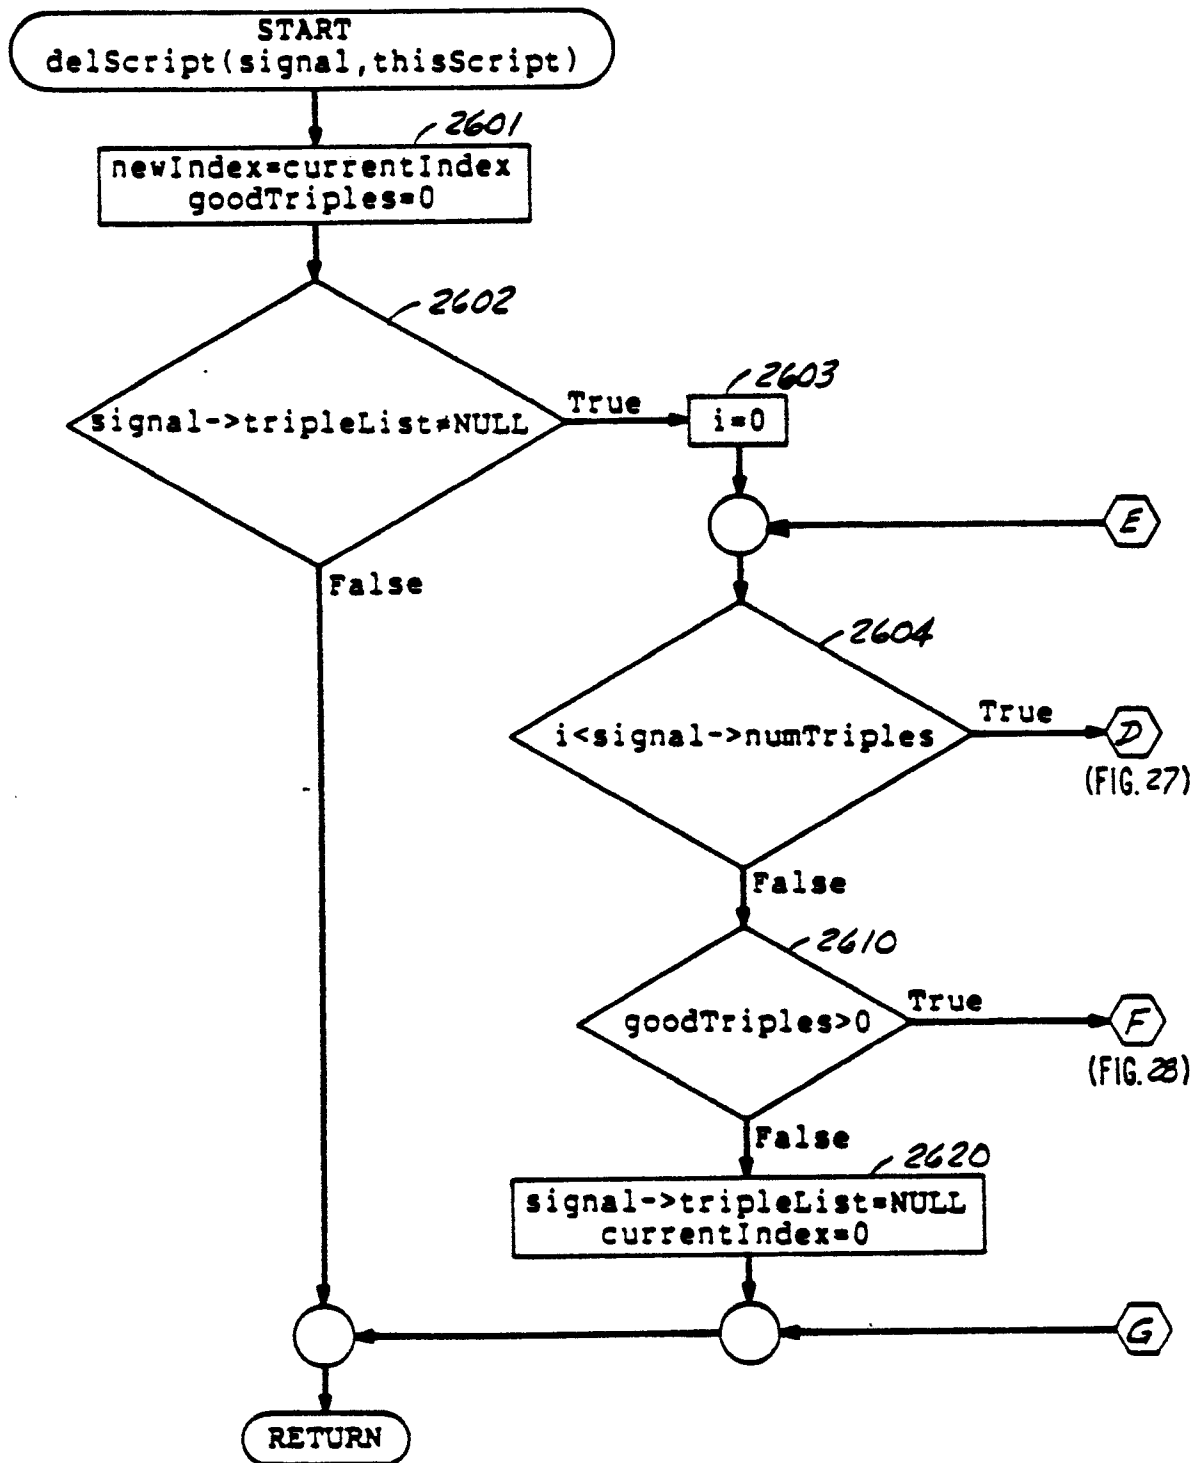 START
delScript(signal,thisScript)
2601
newIndex=currentIndex
goodTriples=0
2602
signal->tripleList≠NULL
True
2603
i=0
E
False
2604
i<signal->numTriples
True
D
(FIG. 27)
False
2610
goodTriples>0
True
F
(FIG. 28)
False
2620
signal->tripleList=NULL
currentIndex=0
G
RETURN